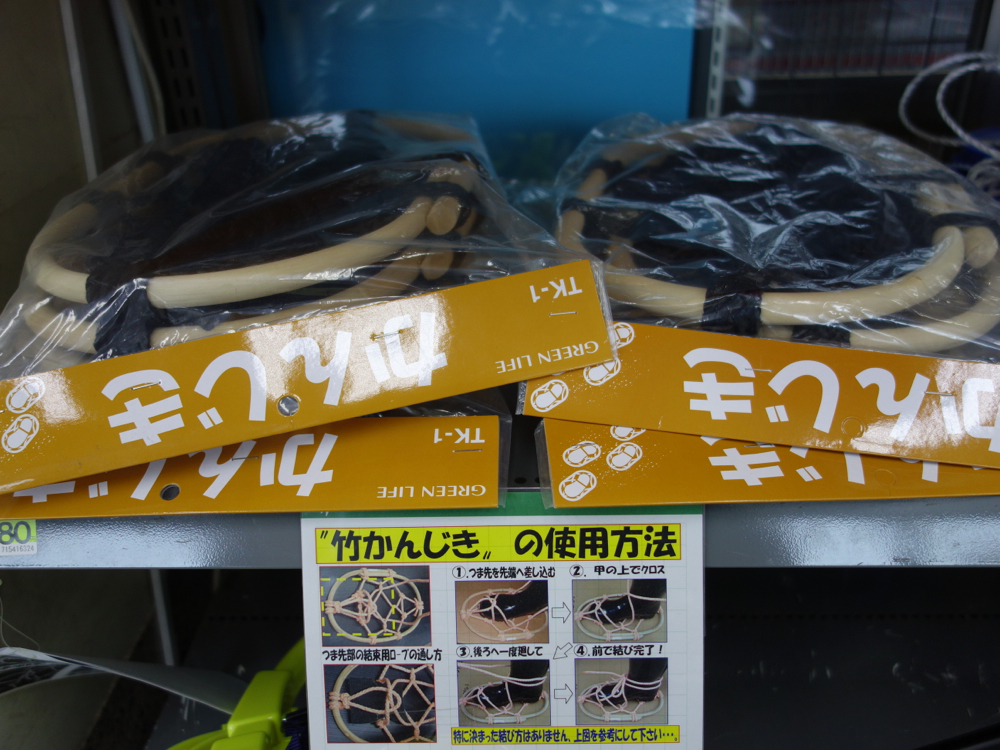 TK-1
かんじき
GREEN LIFE
かんじき
TK-1
かんじき
GREEN LIFE
んじき
80
715416324
〝竹かんじき〟の使用方法
①.つま先を先端へ差し込む
②.甲の上でクロス
つま先部の結束用ロープの通し方
③.後ろへ一度廻して
④.前で結び完了!
特に決まった結び方はありません、上図を参考にして下さい・・・。